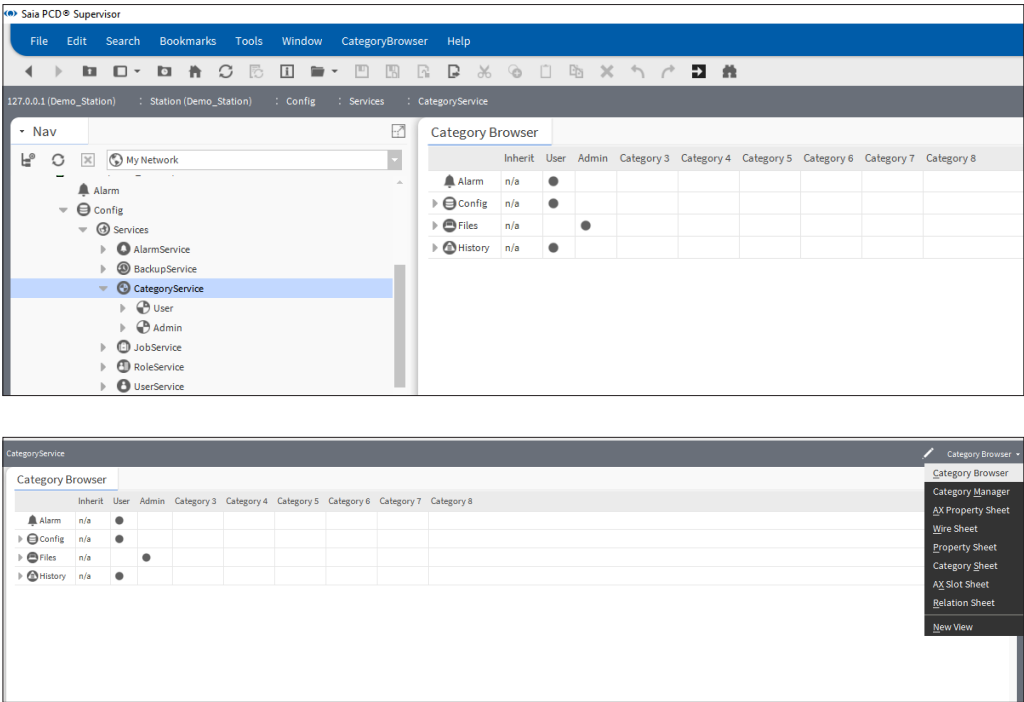 Saia PCD® Supervisor
File Edit Search Bookmarks Tools Window CategoryBrowser Help
127.0.0.1 (Demo_Station) : Station (Demo_Station) : Config : Services : CategoryService
Nav
My Network
Alarm
Config
Services
AlarmService
BackupService
CategoryService
User
Admin
JobService
RoleService
UserService
Category Browser
Inherit User Admin Category 3 Category 4 Category 5 Category 6 Category 7 Category 8
Alarm n/a
Config n/a
Files n/a
History n/a
CategoryService
Category Browser
Category Browser
Inherit User Admin Category 3 Category 4 Category 5 Category 6 Category 7 Category 8
Alarm n/a
Config n/a
Files n/a
History n/a
Category Browser
Category Manager
AX Property Sheet
Wire Sheet
Property Sheet
Category Sheet
AX Slot Sheet
Relation Sheet
New View